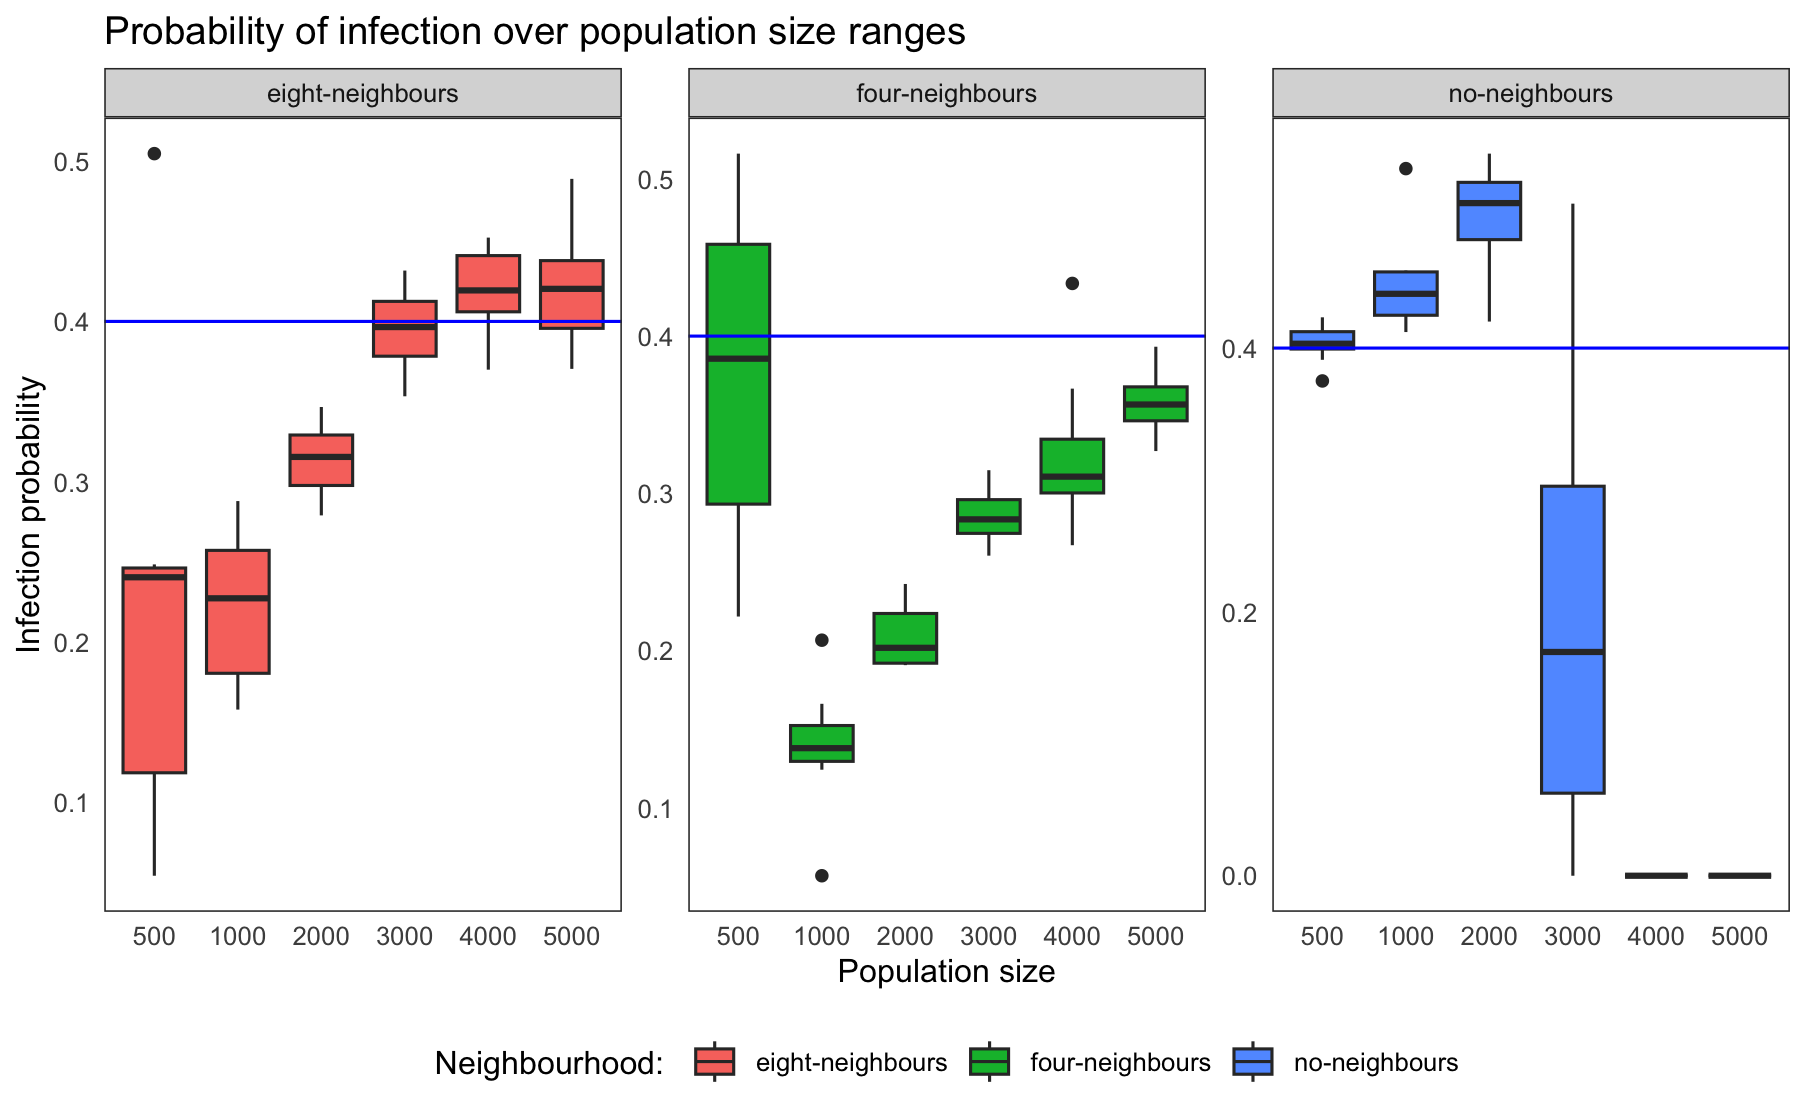 Probability of infection over population size ranges
eight-neighbours
four-neighbours
no-neighbours
Infection probability
0.5
0.4
0.3
0.2
0.1
0.5
0.4
0.3
0.2
0.1
0.4
0.2
0.0
500 1000 2000 3000 4000 5000
500 1000 2000 3000 4000 5000
500 1000 2000 3000 4000 5000
Population size
Neighbourhood: eight-neighbours four-neighbours no-neighbours